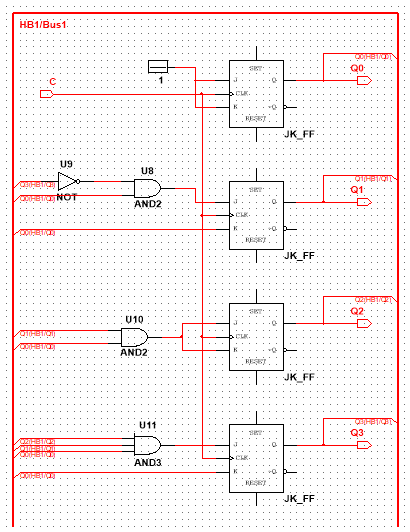 HB1/Bus1
Q0(HB1/Q0)
Q0
C
1
SET
J Q
CLK
K ~Q
RESET
JK_FF
U9
U8
Q3(HB1/Q3)
Q0(HB1/Q0)
NOT
AND2
Q0(HB1/Q0)
Q1(HB1/Q1)
Q1
SET
J Q
CLK
K ~Q
RESET
JK_FF
U10
Q1(HB1/Q1)
Q0(HB1/Q0)
AND2
Q2(HB1/Q2)
Q2
SET
J Q
CLK
K ~Q
RESET
JK_FF
U11
Q2(HB1/Q2)
Q1(HB1/Q1)
Q0(HB1/Q0)
AND3
Q0(HB1/Q0)
Q3(HB1/Q3)
Q3
SET
J Q
CLK
K ~Q
RESET
JK_FF